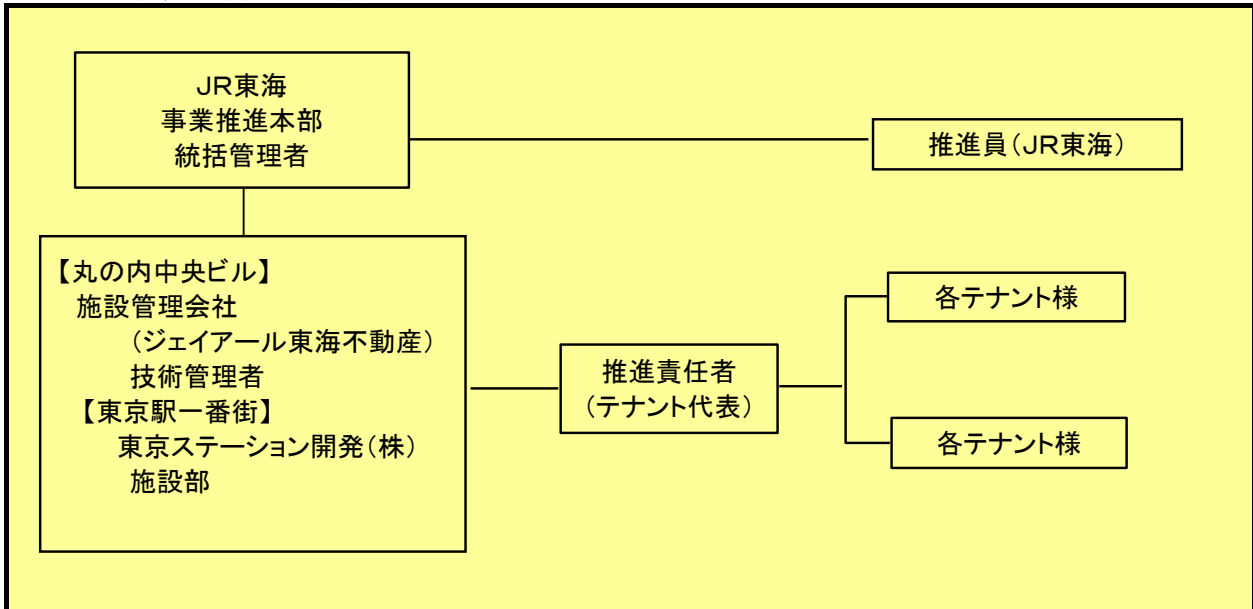 JR東海
事業推進本部
統括管理者
推進員(JR東海)
【丸の内中央ビル】
施設管理会社
(ジェイアール東海不動産)
技術管理者
【東京駅一番街】
東京ステーション開発(株)
施設部
推進責任者
(テナント代表)
各テナント様
各テナント様